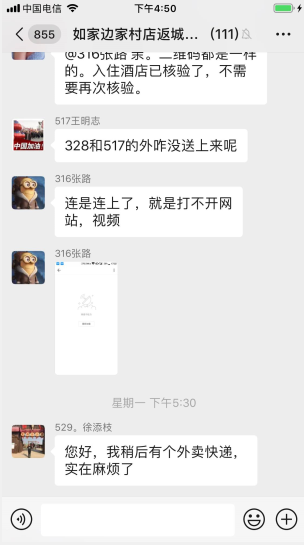 中国电信
下午4:50
855
如家边家村店返城... (111)
@316张路 亲。二维码都是一样
的。入住酒店已核验了，不需
要再次核验。
517王明志
中国加油!
328和517的外咋没送上来呢
316张路
连是连上了，就是打不开网
站，视频
316张路
星期一 下午5:30
529。徐添枝
您好，我稍后有个外卖快递，
实在麻烦了